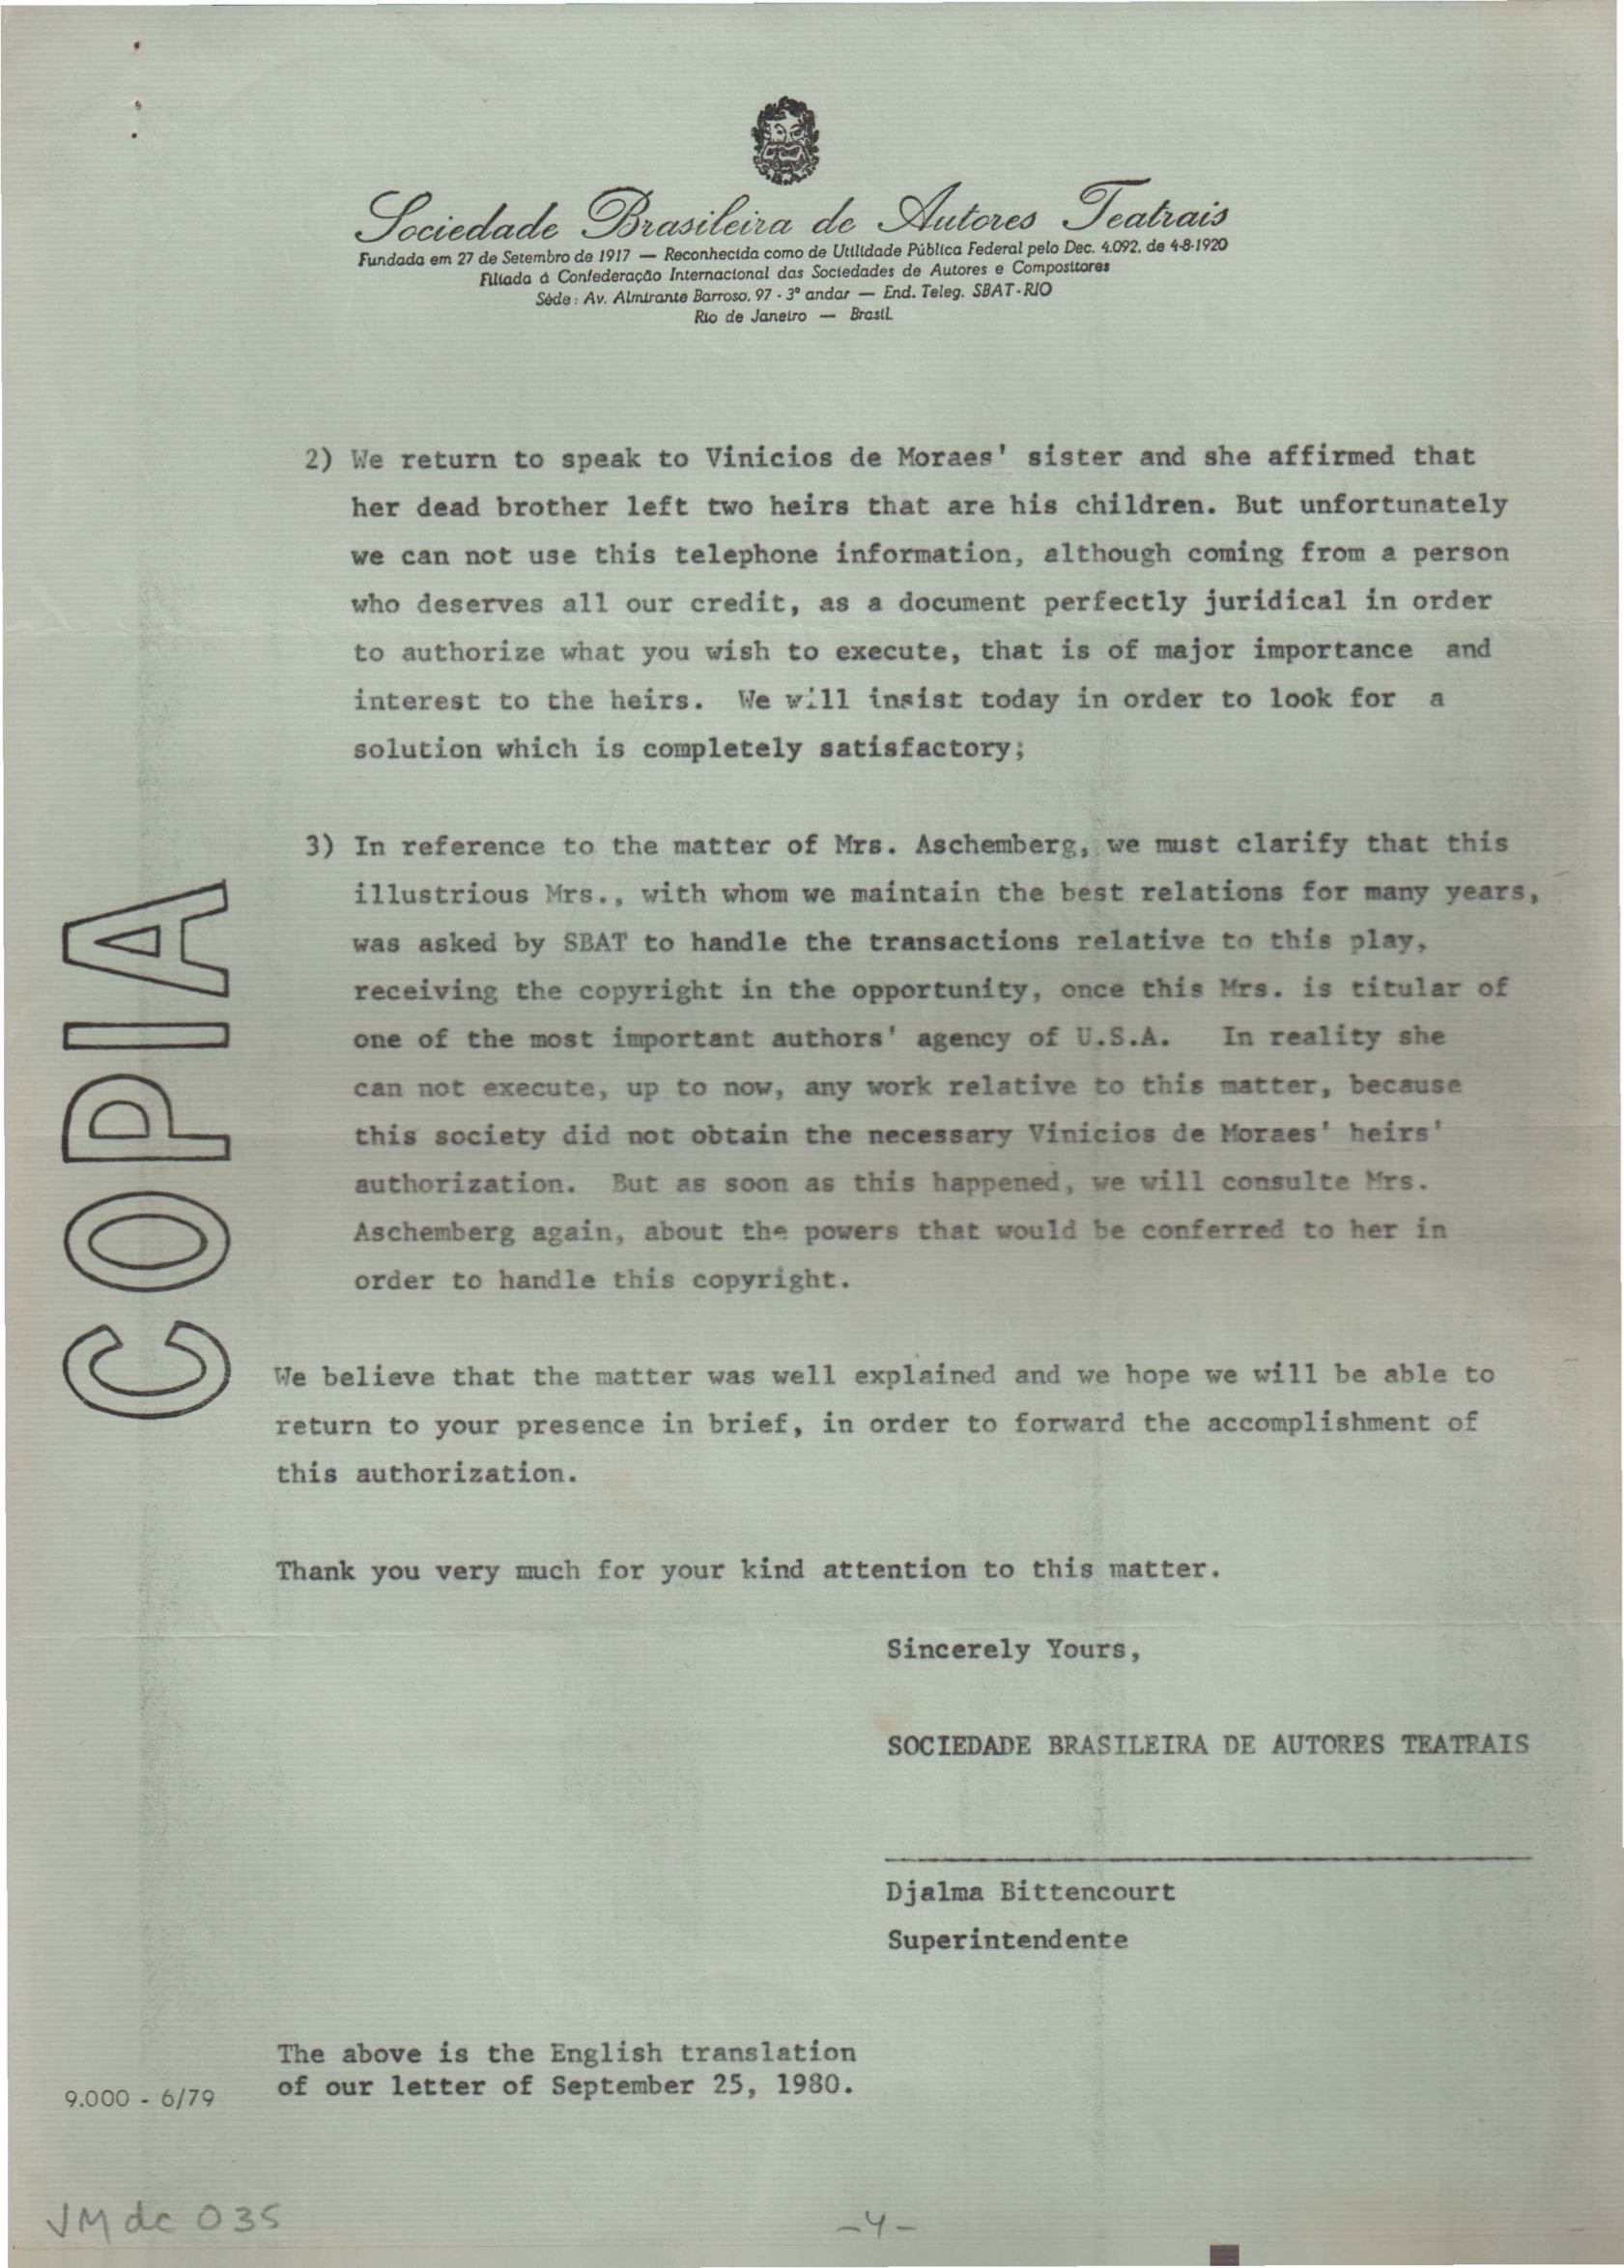 Sociedade Brasileira de Autores Teatrais
Fundada em 27 de Setembro de 1917 — Reconhecida como de Utilidade Pública Federal pelo Dec. 4.092. de 4-8-1920
Filiada á Confederação Internacional das Sociedades de Autores e Compositores
Séde: Av. Almirante Barroso. 97 - 3º andar — End. Teleg. SBAT-RIO
Rio de Janeiro — Brasil
2) We return to speak to Vinicios de Moraes' sister and she affirmed that
her dead brother left two heirs that are his children. But unfortunately
we can not use this telephone information, although coming from a person
who deserves all our credit, as a document perfectly juridical in order
to authorize what you wish to execute, that is of major importance and
interest to the heirs. We will insist today in order to look for a
solution which is completely satisfactory;
3) In reference to the matter of Mrs. Aschemberg, we must clarify that this
illustrious Mrs., with whom we maintain the best relations for many years,
was asked by SBAT to handle the transactions relative to this play,
receiving the copyright in the opportunity, once this Mrs. is titular of
one of the most important authors' agency of U.S.A. In reality she
can not execute, up to now, any work relative to this matter, because
this society did not obtain the necessary Vinicios de Moraes' heirs'
authorization. But as soon as this happened, we will consulte Mrs.
Aschemberg again, about the powers that would be conferred to her in
order to handle this copyright.
COPIA
We believe that the matter was well explained and we hope we will be able to
return to your presence in brief, in order to forward the accomplishment of
this authorization.
Thank you very much for your kind attention to this matter.
Sincerely Yours,
SOCIEDADE BRASILEIRA DE AUTORES TEATRAIS
Djalma Bittencourt
Superintendente
The above is the English translation
of our letter of September 25, 1980.
9.000 - 6/79
VMdc 035
-4-